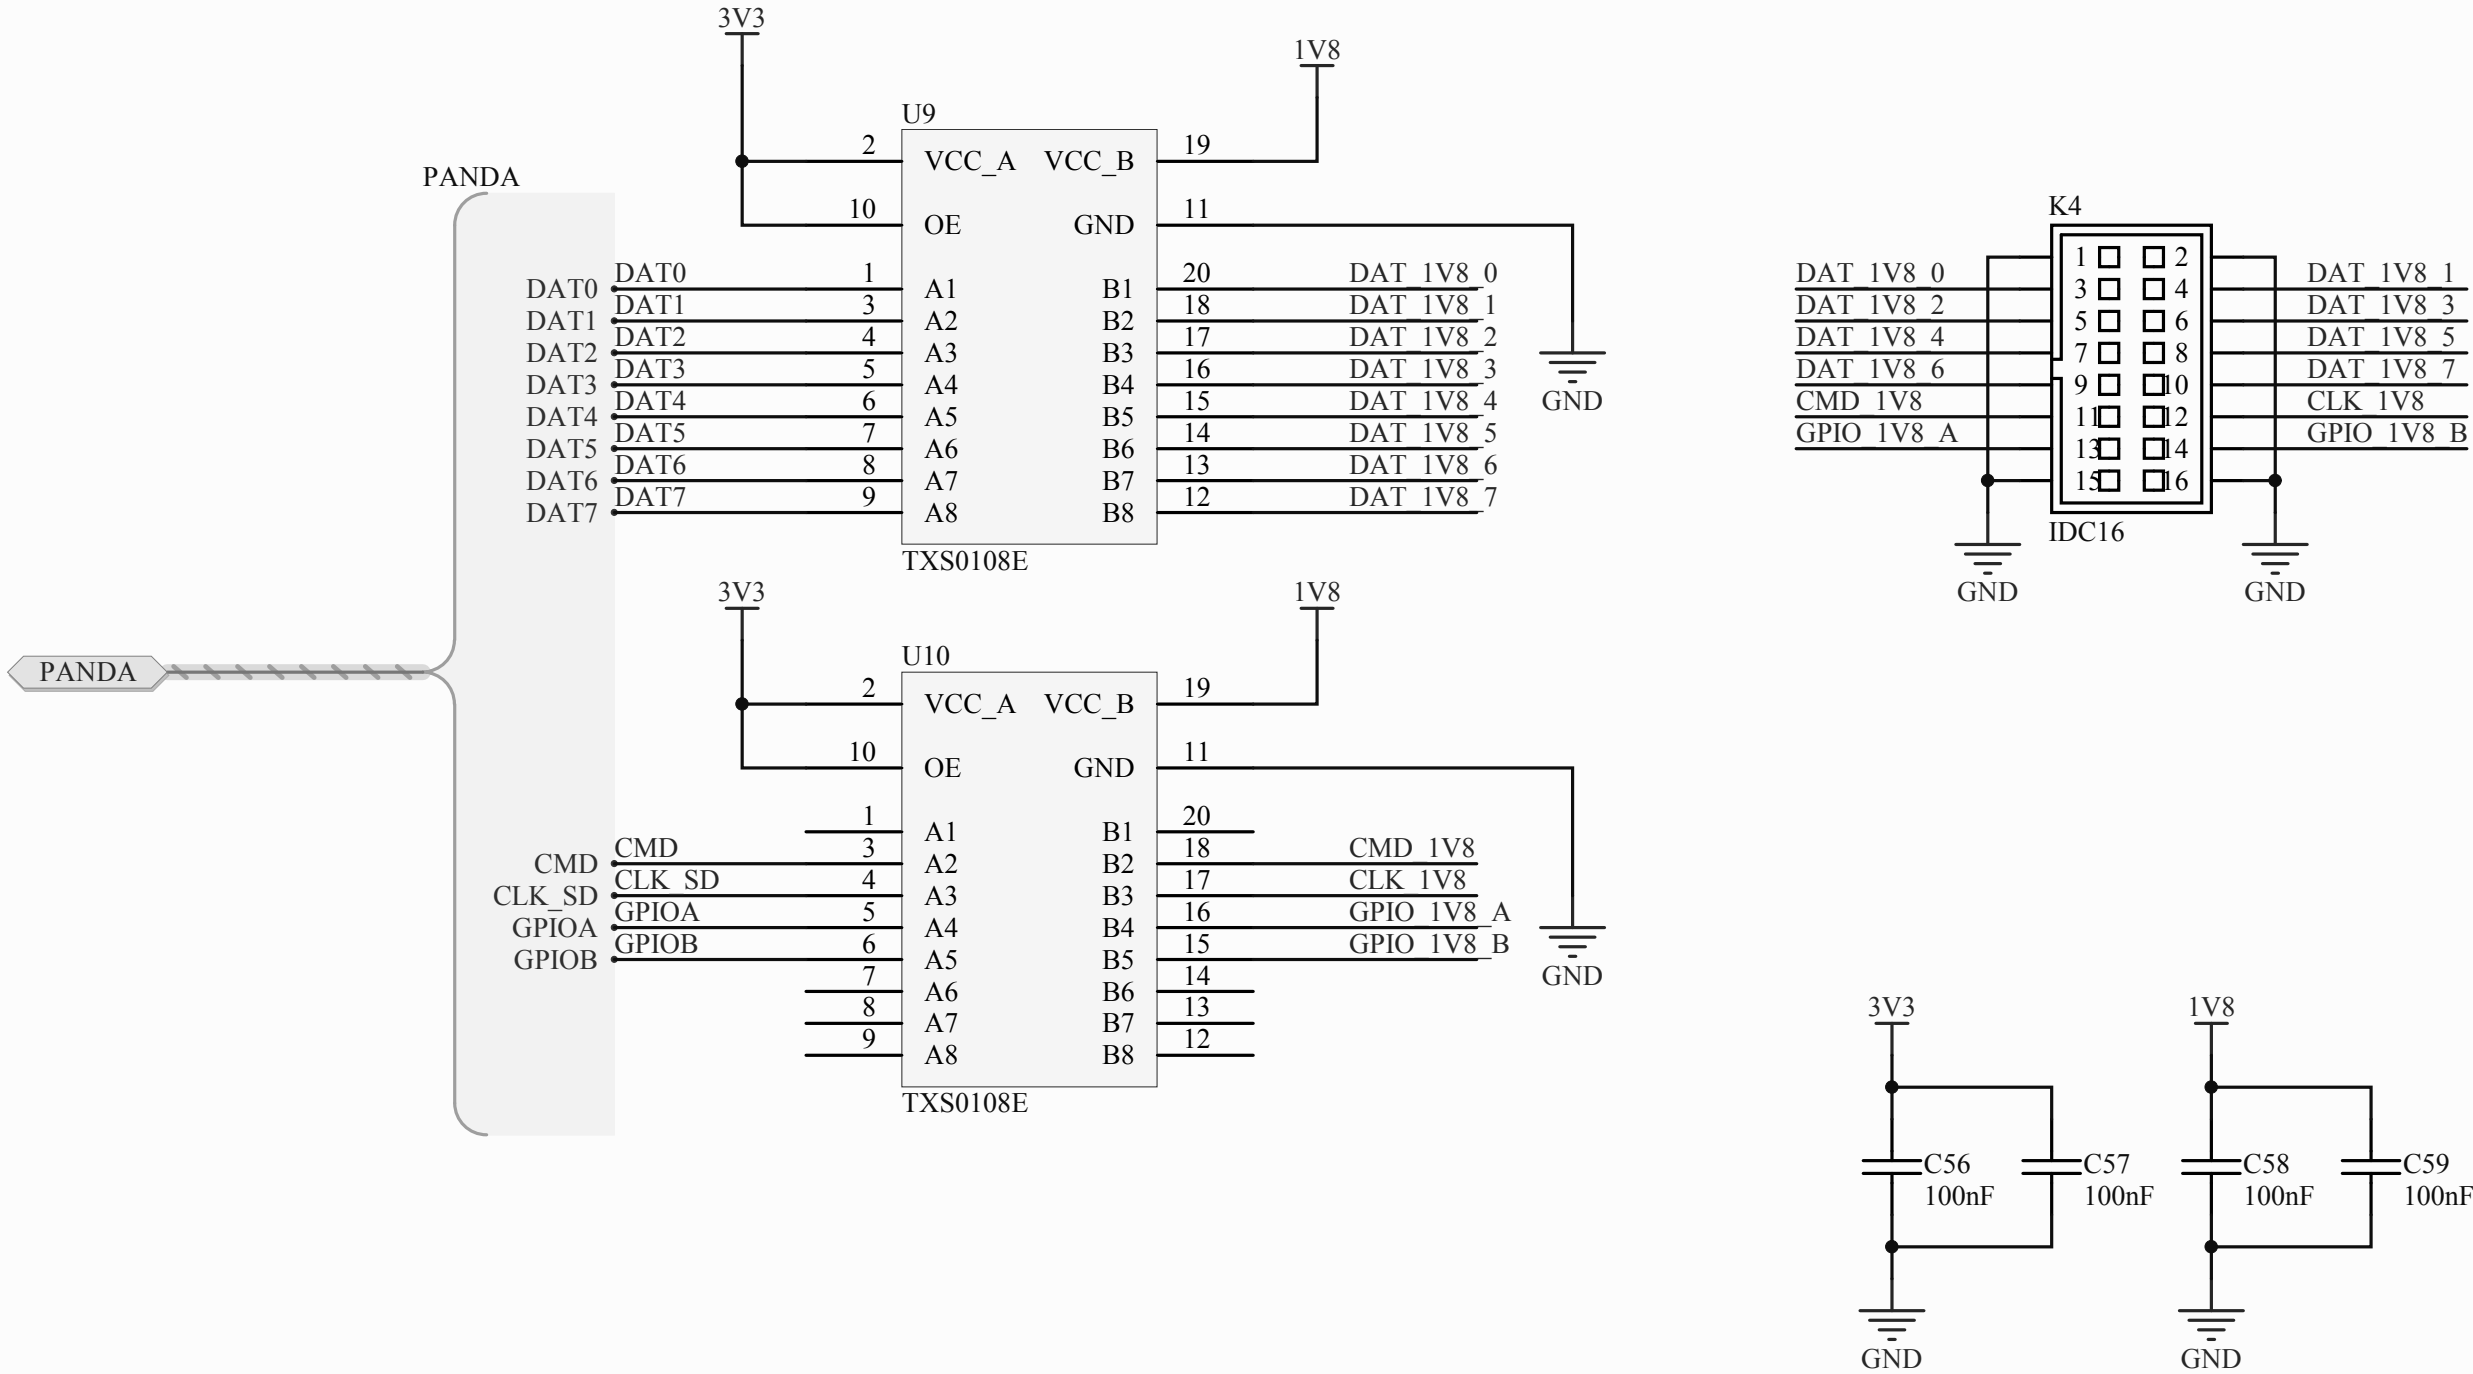 3V3
1V8
U9
2 VCC_A VCC_B 19
PANDA
10 OE GND 11
DAT0 DAT0 1 A1 B1 20 DAT_1V8_0
DAT1 DAT1 3 A2 B2 18 DAT_1V8_1
DAT2 DAT2 4 A3 B3 17 DAT_1V8_2
DAT3 DAT3 5 A4 B4 16 DAT_1V8_3
DAT4 DAT4 6 A5 B5 15 DAT_1V8_4
DAT5 DAT5 7 A6 B6 14 DAT_1V8_5
DAT6 DAT6 8 A7 B7 13 DAT_1V8_6
DAT7 DAT7 9 A8 B8 12 DAT_1V8_7
GND
TXS0108E
K4
1 2
DAT_1V8_0 3 4 DAT_1V8_1
DAT_1V8_2 5 6 DAT_1V8_3
DAT_1V8_4 7 8 DAT_1V8_5
DAT_1V8_6 9 10 DAT_1V8_7
CMD_1V8 11 12 CLK_1V8
GPIO_1V8_A 13 14 GPIO_1V8_B
15 16
IDC16
GND GND
3V3
1V8
U10
PANDA
2 VCC_A VCC_B 19
10 OE GND 11
1 A1 B1 20
CMD CMD 3 A2 B2 18 CMD_1V8
CLK_SD CLK_SD 4 A3 B3 17 CLK_1V8
GPIOA GPIOA 5 A4 B4 16 GPIO_1V8_A
GPIOB GPIOB 6 A5 B5 15 GPIO_1V8_B
7 A6 B6 14
8 A7 B7 13
9 A8 B8 12
GND
TXS0108E
3V3 1V8
C56 C57 C58 C59
100nF 100nF 100nF 100nF
GND GND